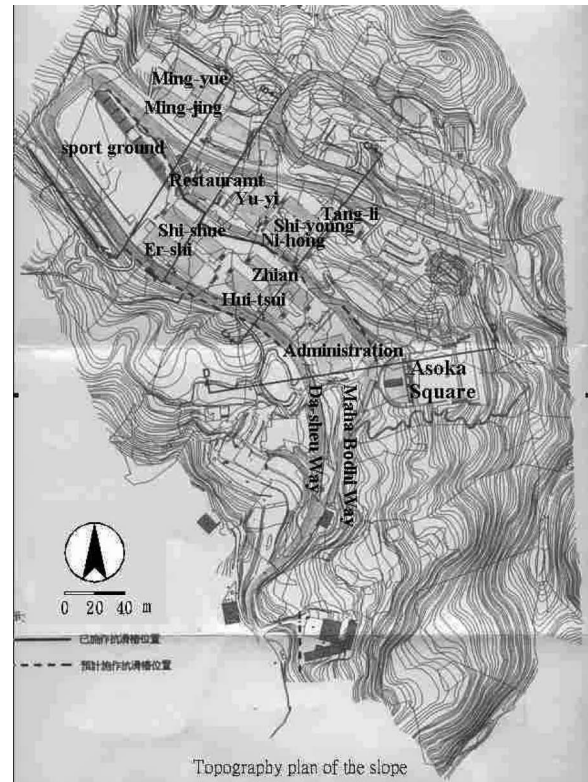 Ming-yue
Ming-jing
sport ground
Restauramt
Yu-yi
Tang-li
Shi-young
Shi-shue
Ni-hong
Er-shi
Zhian
Hui-tsui
Administration
Asoka
Square
Da-sheu Way
Maha Bodhi Way
0 20 40 m
已施作抗滑樁位置
預計施作抗滑樁位置
Topography plan of the slope